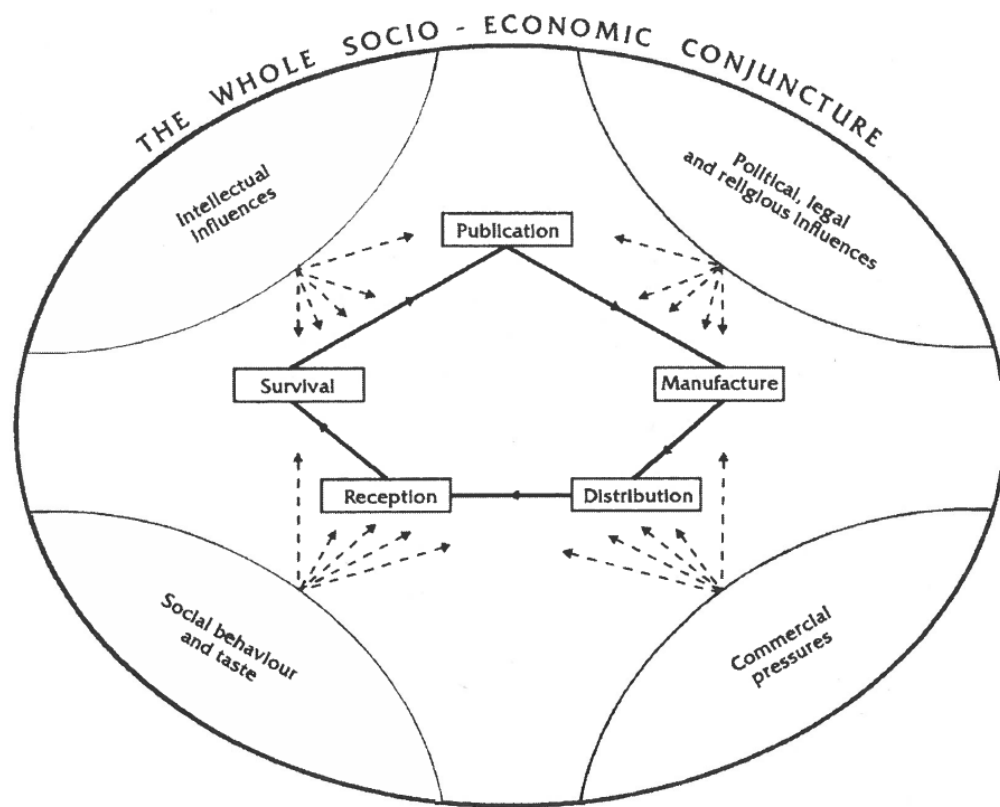 THE WHOLE SOCIO - ECONOMIC CONJUNCTURE
Intellectual
influences
Political, legal
and religious influences
Publication
Survival
Manufacture
Reception
Distribution
Social behaviour
and taste
Commercial
pressures